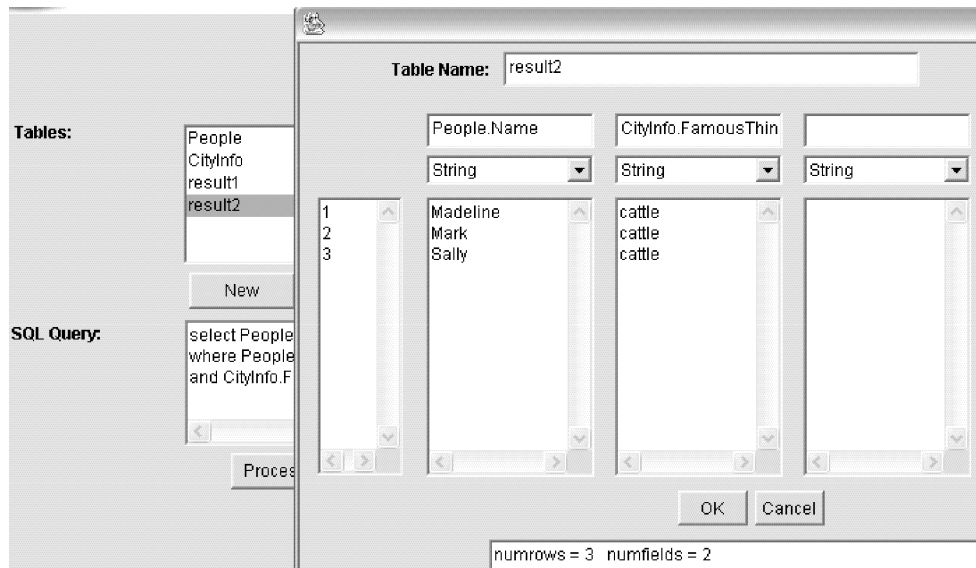 Table Name: result2
Tables:
People
CityInfo
result1
result2
New
SQL Query:
select People
where People
and CityInfo.F
Proces
People.Name CityInfo.FamousThin
String String String
1 Madeline cattle
2 Mark cattle
3 Sally cattle
OK Cancel
numrows = 3 numfields = 2